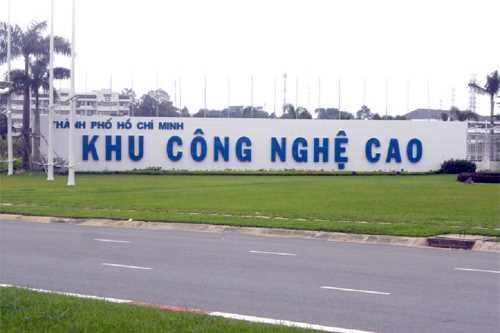 THÀNH PHỐ HỒ CHÍ MINH
KHU CÔNG NGHỆ CAO